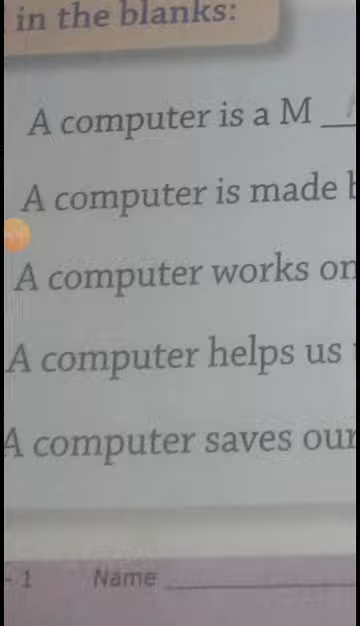 in the blanks:
A computer is a M
A computer is made
A computer works on
A computer helps us
A computer saves our
- 1 Name